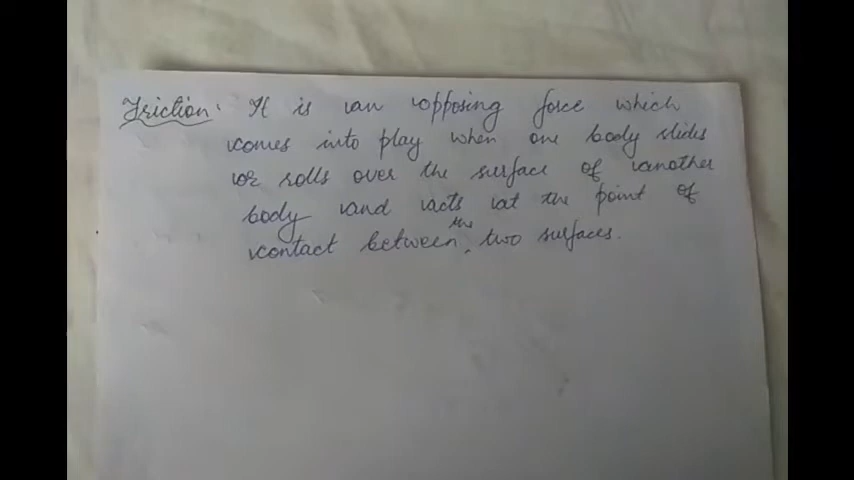 Friction: It is an opposing force which
comes into play when one body slides
or rolls over the surface of another
body and acts at the point of
contact between the two surfaces.